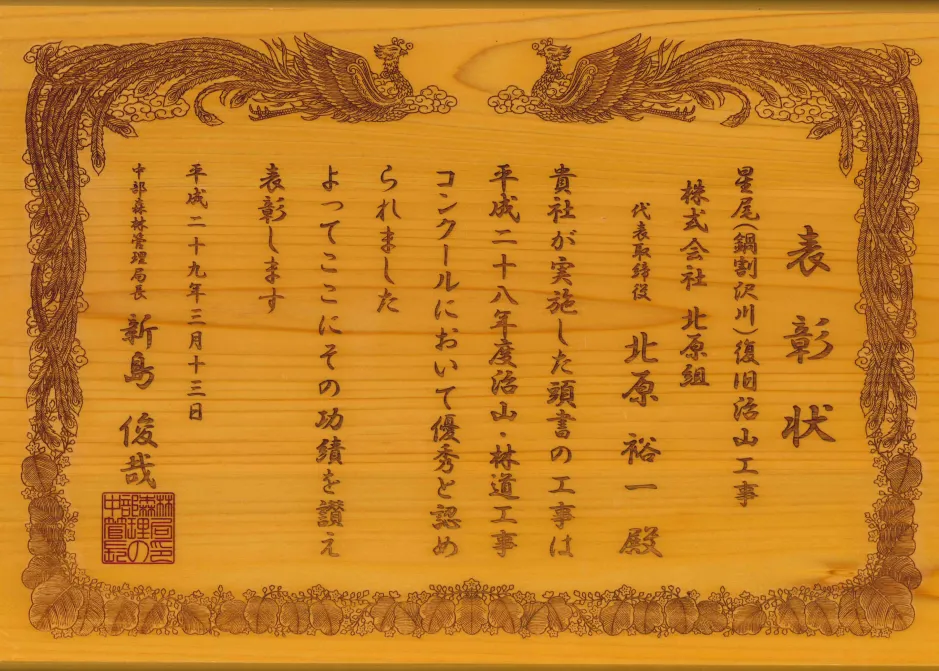 表彰状
星尾(鍋割沢川)復旧治山工事
株式会社 北原組
代表取締役 北原 裕一 殿
貴社が実施した頭書の工事は
平成二十八年度治山・林道工事
コンクールにおいて優秀と認め
られました
よってここにその功績を讃え
表彰します
平成二十九年三月十三日
中部森林管理局長 新島 俊哉
中部森林管理局長の印